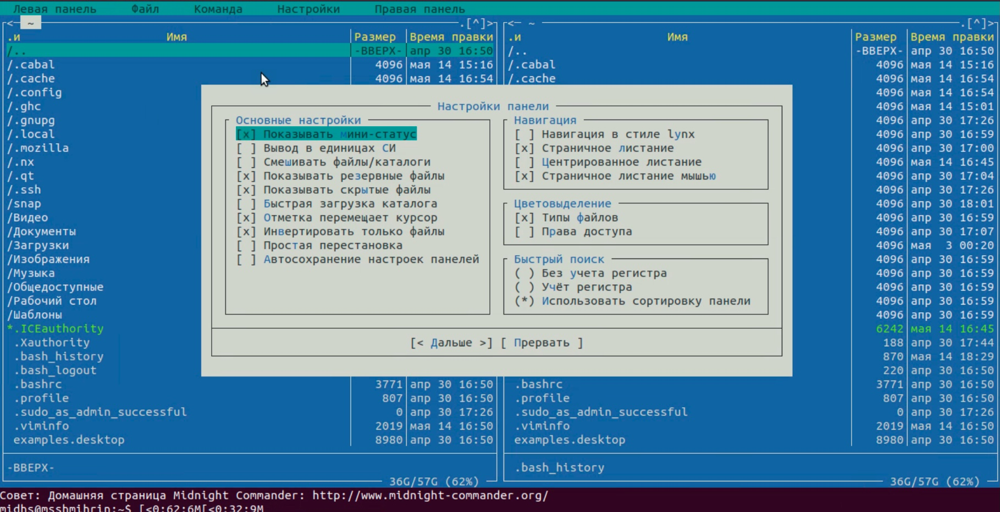 Левая панель Файл Команда Настройки Правая панель
<- ~ .[^]> <- ~ .[^]>
.и Имя Размер Время правки .и Имя Размер Время правки
/.. -ВВЕРХ- апр 30 16:50 /.. -ВВЕРХ- апр 30 16:50
/.cabal 4096 мая 14 15:16 /.cabal 4096 мая 14 15:16
/.cache 4096 мая 14 16:54 /.cache 4096 мая 14 16:54
/.config 4096 мая 14 16:54
/.ghc Настройки панели 4096 мая 14 15:01
/.gnupg Основные настройки Навигация 4096 апр 30 17:26
/.local [x] Показывать мини-статус [ ] Навигация в стиле lynx 4096 апр 30 16:59
/.mozilla [ ] Вывод в единицах СИ [x] Страничное листание 4096 апр 30 17:00
/.nx [ ] Смешивать файлы/каталоги [ ] Центрированное листание 4096 мая 14 16:45
/.qt [x] Показывать резервные файлы [x] Страничное листание мышью 4096 апр 30 17:04
/.ssh [x] Показывать скрытые файлы 4096 апр 30 17:26
/snap [ ] Быстрая загрузка каталога Цветовыделение 4096 апр 30 18:01
/Видео [x] Отметка перемещает курсор [x] Типы файлов 4096 апр 30 16:59
/Документы [x] Инвертировать только файлы [ ] Права доступа 4096 апр 30 17:07
/Загрузки [ ] Простая перестановка 4096 мая 3 00:20
/Изображения [ ] Автосохранение настроек панелей Быстрый поиск 4096 апр 30 16:59
/Музыка ( ) Без учета регистра 4096 апр 30 16:59
/Общедоступные ( ) Учёт регистра 4096 апр 30 16:59
/Рабочий стол (*) Использовать сортировку панели 4096 апр 30 16:59
/Шаблоны 4096 апр 30 16:59
*.ICEauthority 6242 мая 14 16:45
.Xauthority [< Дальше >] [ Прервать ] 188 апр 30 17:44
.bash_history 870 мая 14 18:29
.bash_logout 220 апр 30 16:50
.bashrc 3771 апр 30 16:50 .bashrc 3771 апр 30 16:50
.profile 807 апр 30 16:50 .profile 807 апр 30 16:50
.sudo_as_admin_successful 0 апр 30 17:26 .sudo_as_admin_successful 0 апр 30 17:26
.viminfo 2019 мая 14 16:50 .viminfo 2019 мая 14 16:50
examples.desktop 8980 апр 30 16:50 examples.desktop 8980 апр 30 16:50
-ВВЕРХ- .bash_history
36G/57G (62%) 36G/57G (62%)
Совет: Домашняя страница Midnight Commander: http://www.midnight-commander.org/
midhs@msshmihrin:~$ [<0;62;6M[<0;32;9M